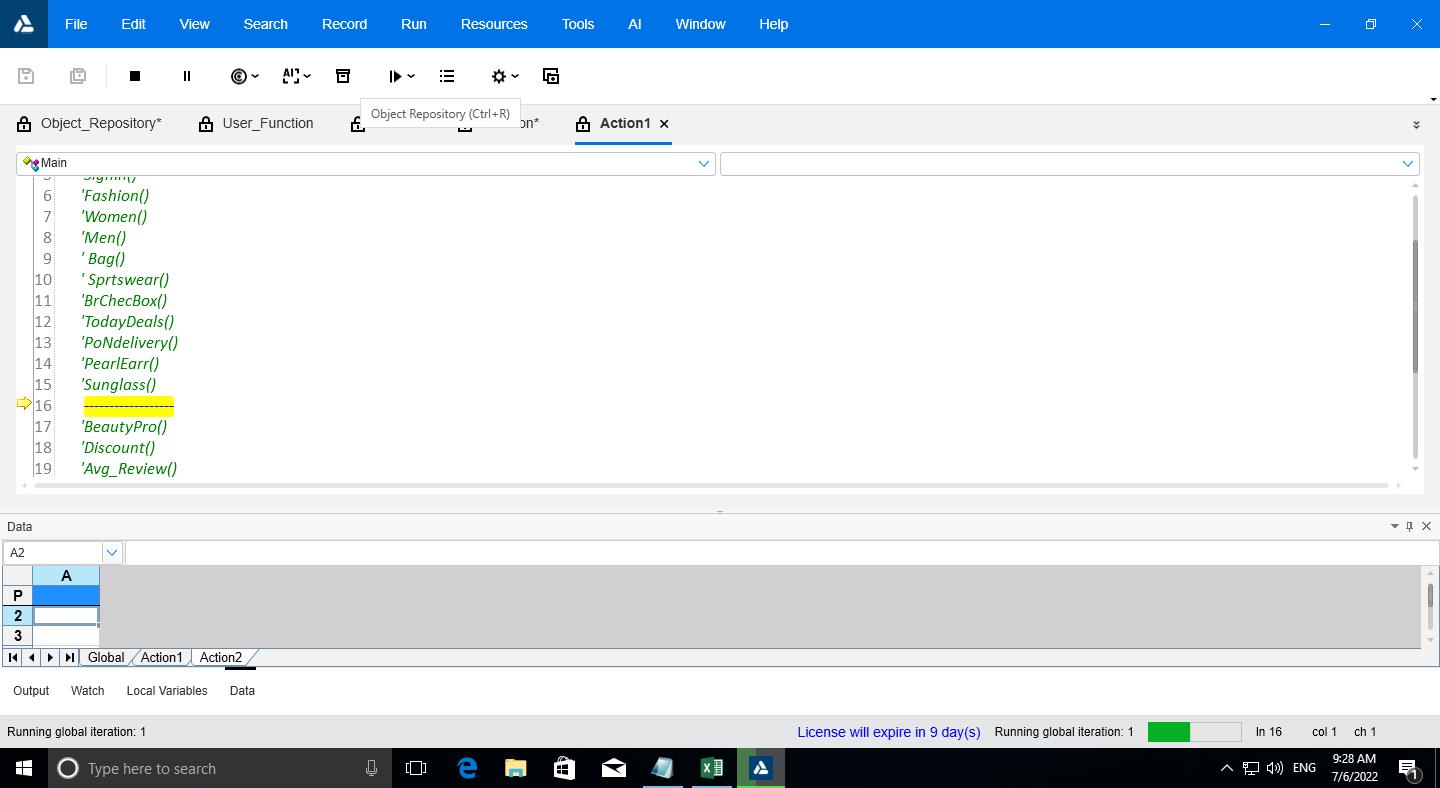 File Edit View Search Record Run Resources Tools AI Window Help
Object Repository (Ctrl+R)
Object_Repository* User_Function on* Action1
Main
5 'Signin()
6 'Fashion()
7 'Women()
8 'Men()
9 ' Bag()
10 ' Sprtswear()
11 'BrChecBox()
12 'TodayDeals()
13 'PoNdelivery()
14 'PearlEarr()
15 'Sunglass()
16 ------------------
17 'BeautyPro()
18 'Discount()
19 'Avg_Review()
Data
A2
A
P
2
3
Global Action1 Action2
Output Watch Local Variables Data
Running global iteration: 1 License will expire in 9 day(s) Running global iteration: 1 ln 16 col 1 ch 1
Type here to search ENG 9:28 AM
7/6/2022 1